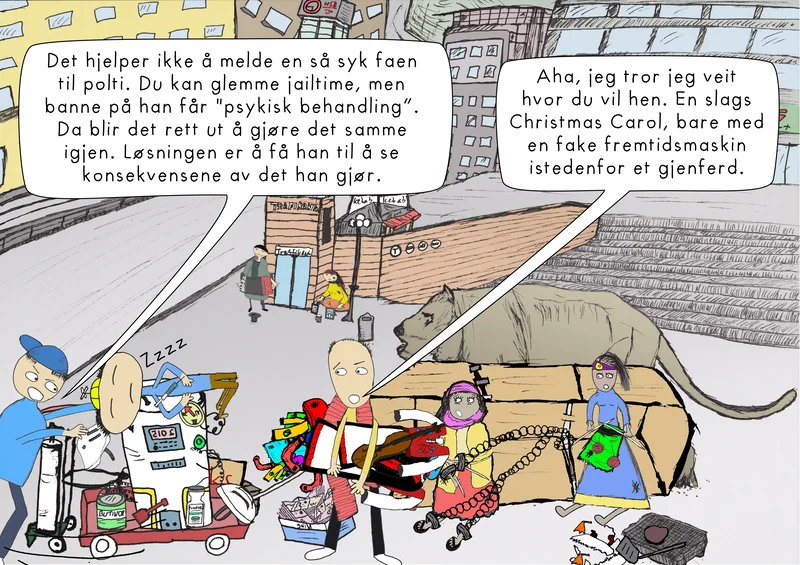 Det hjelper ikke å melde en så syk faen
til politi. Du kan glemme jailtime, men
banne på han får "psykisk behandling”.
Da blir det rett ut å gjøre det samme
igjen. Løsningen er å få han til å se
konsekvensene av det han gjør.
Aha, jeg tror jeg veit
hvor du vil hen. En slags
Christmas Carol, bare med
en fake fremtidsmaskin
istedenfor et gjenferd.
kebab kebab
T
ZZZZ